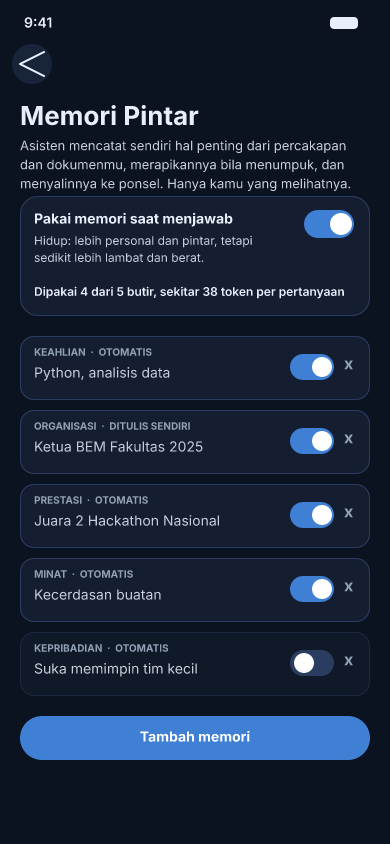 9:41
Memori Pintar
Asisten mencatat sendiri hal penting dari percakapan
dan dokumenmu, merapikannya bila menumpuk, dan
menyalinnya ke ponsel. Hanya kamu yang melihatnya.
Pakai memori saat menjawab
Hidup: lebih personal dan pintar, tetapi
sedikit lebih lambat dan berat.
Dipakai 4 dari 5 butir, sekitar 38 token per pertanyaan
KEAHLIAN · OTOMATIS
Python, analisis data
x
ORGANISASI · DITULIS SENDIRI
Ketua BEM Fakultas 2025
x
PRESTASI · OTOMATIS
Juara 2 Hackathon Nasional
x
MINAT · OTOMATIS
Kecerdasan buatan
x
KEPRIBADIAN · OTOMATIS
Suka memimpin tim kecil
x
Tambah memori